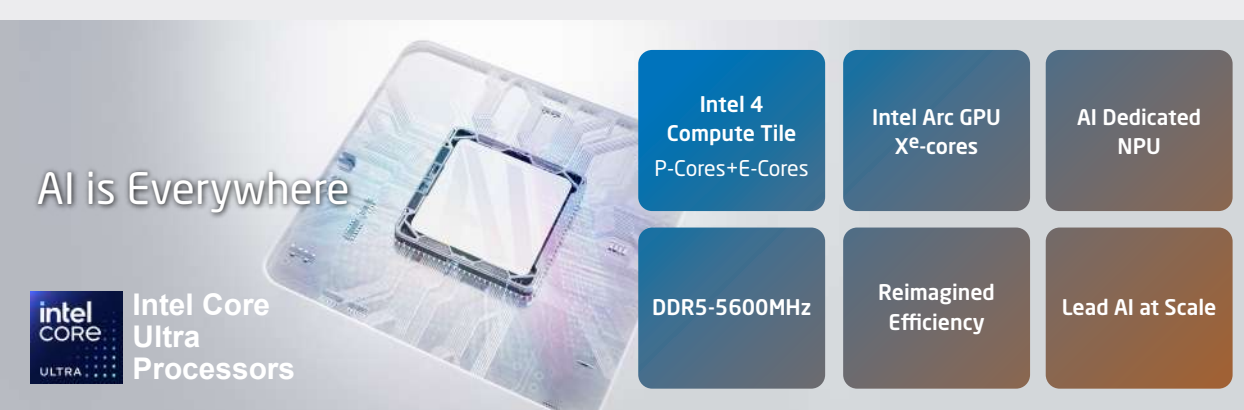 AI is Everywhere
intel
CORE
ULTRA
Intel Core
Ultra
Processors
Intel 4
Compute Tile
P-Cores+E-Cores
Intel Arc GPU
Xᵉ-cores
AI Dedicated
NPU
DDR5-5600MHz
Reimagined
Efficiency
Lead AI at Scale